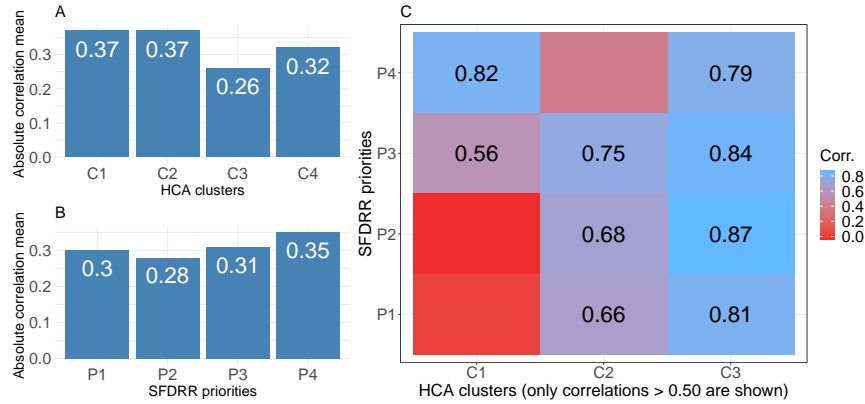 A
Absolute correlation mean
0.3
0.2
0.1
0.0
0.37
0.37
0.26
0.32
C1
C2
C3
C4
HCA clusters
B
Absolute correlation mean
0.3
0.2
0.1
0.0
0.3
0.28
0.31
0.35
P1
P2
P3
P4
SFDRR priorities
C
SFDRR priorities
P4
0.82
0.79
P3
0.56
0.75
0.84
P2
0.68
0.87
P1
0.66
0.81
C1
C2
C3
HCA clusters (only correlations > 0.50 are shown)
Corr.
0.8
0.6
0.4
0.2
0.0